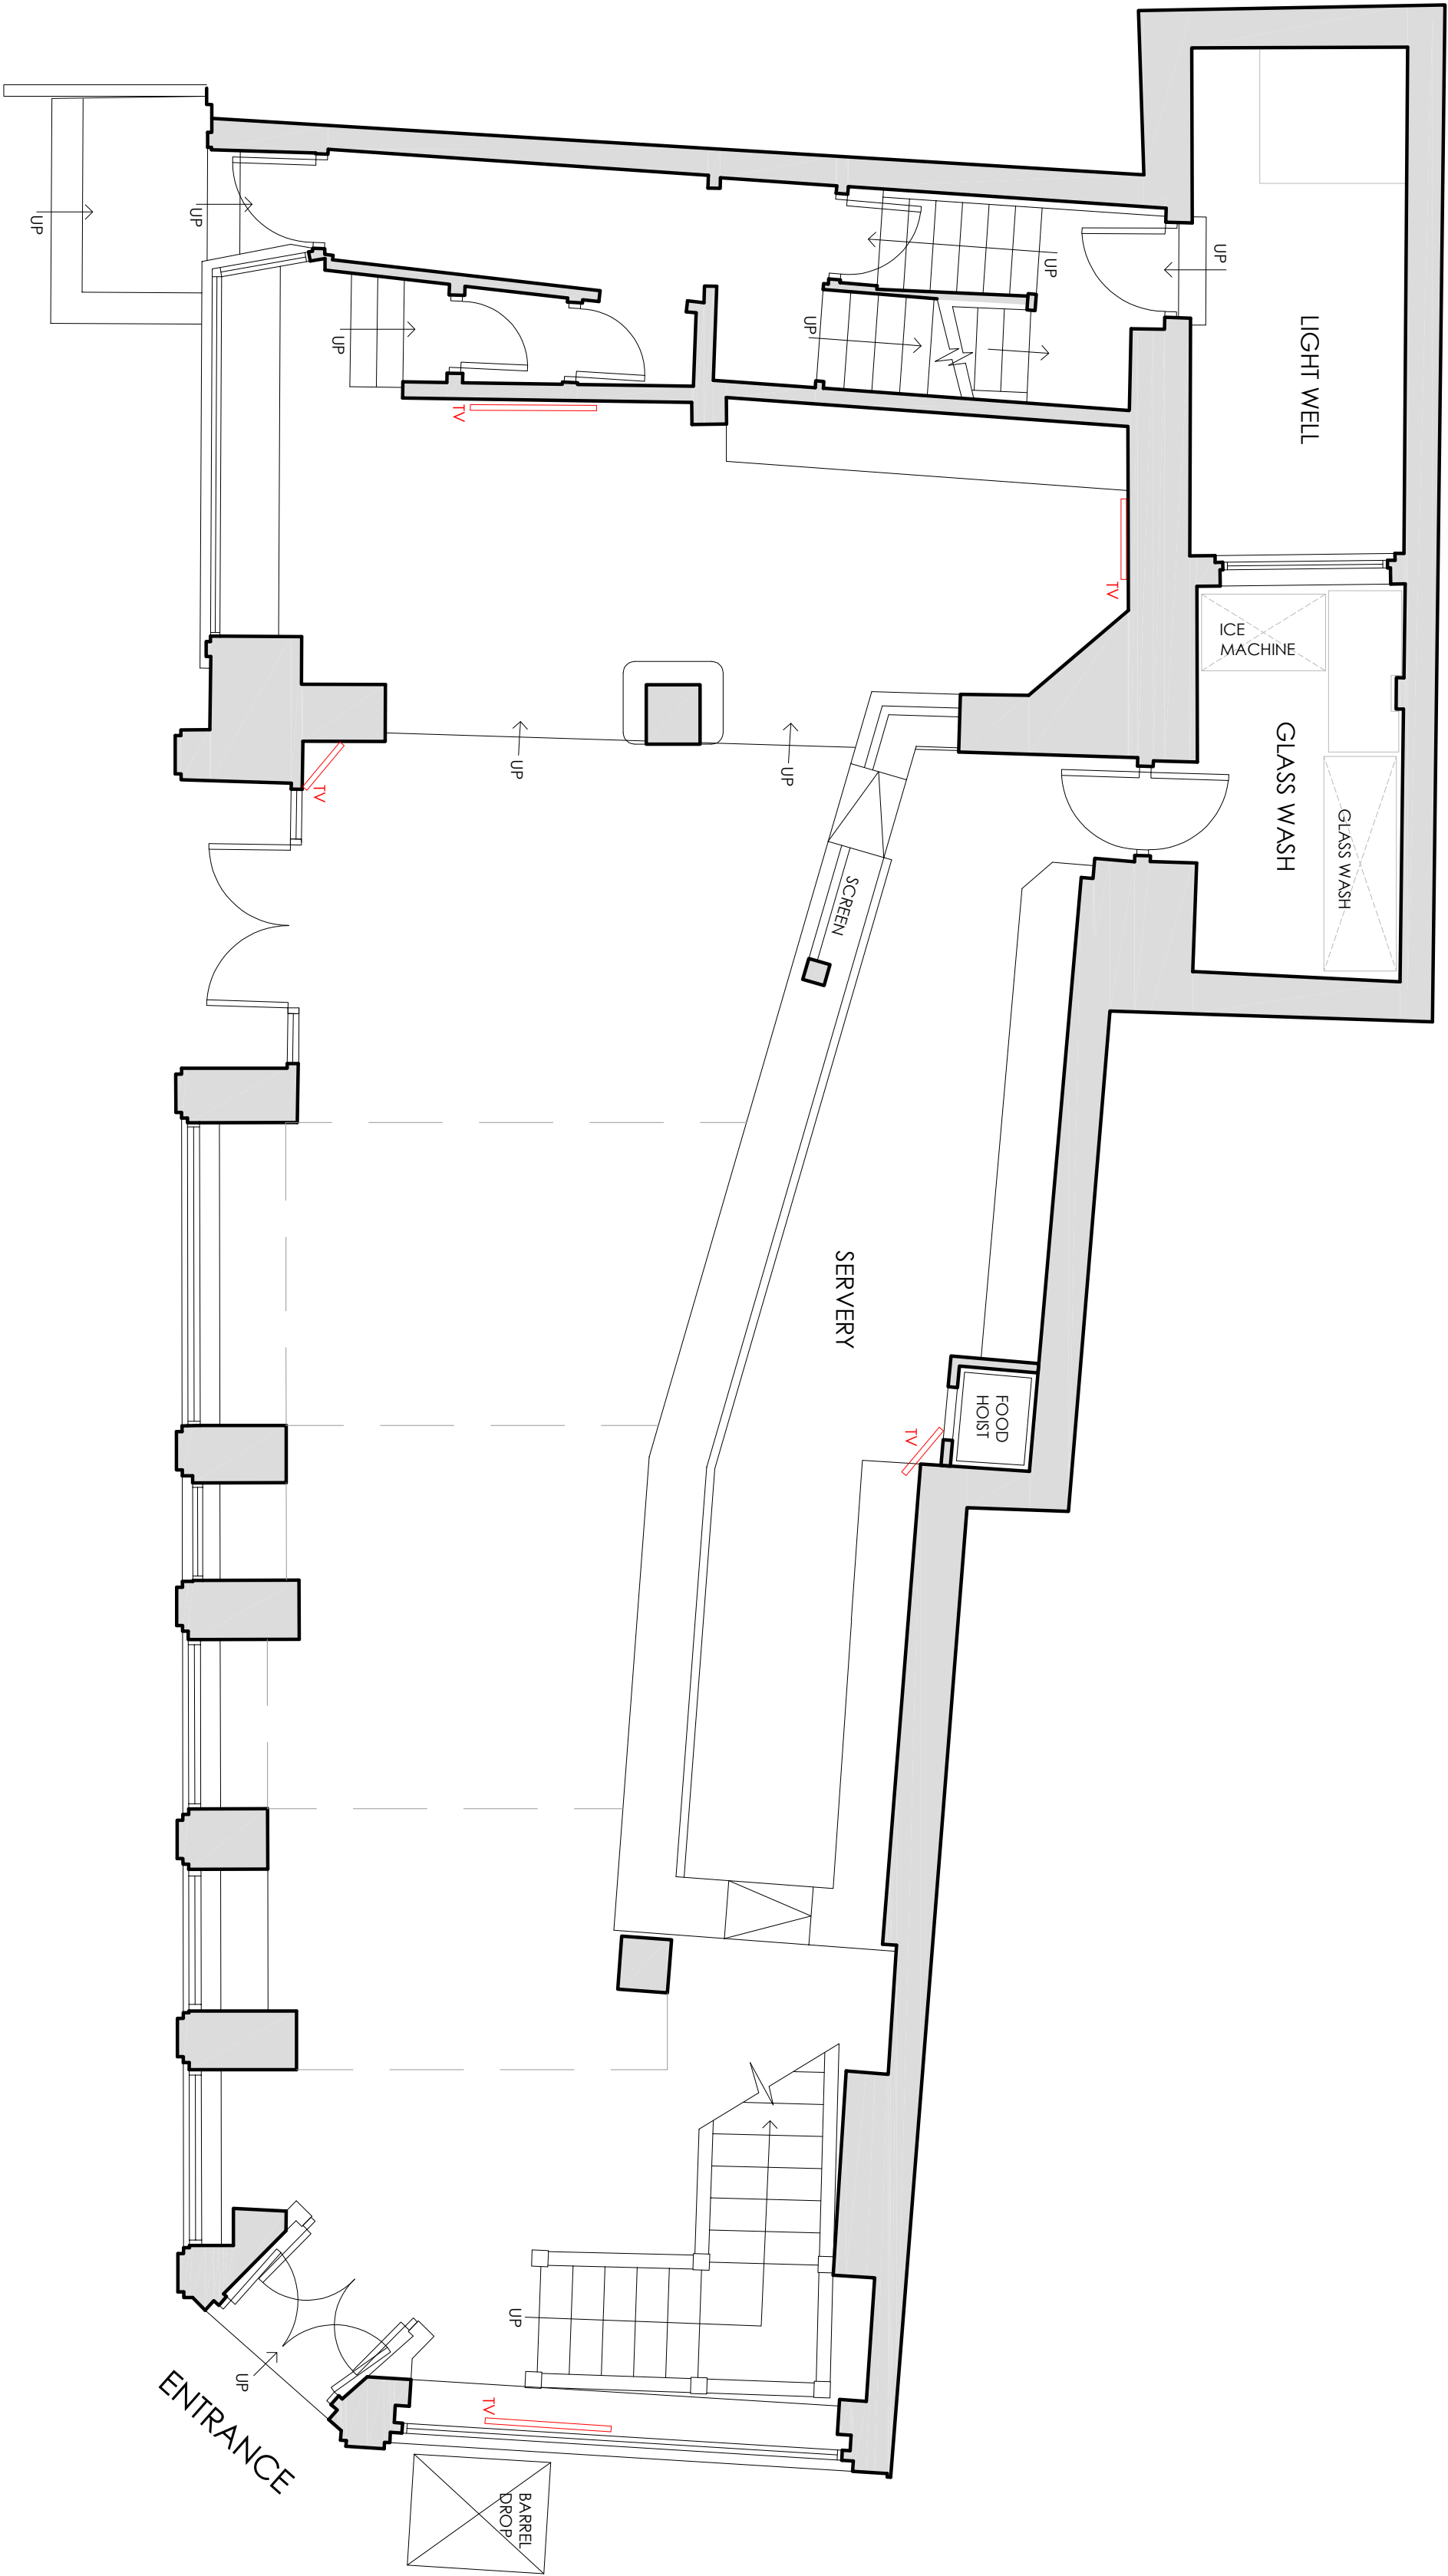 UP
UP
UP
UP
UP
UP
LIGHT WELL
TV
TV
ICE
MACHINE
GLASS WASH
GLASS WASH
UP
UP
TV
SCREEN
SERVERY
FOOD
HOIST
TV
UP
UP
ENTRANCE
TV
BARREL
DROP